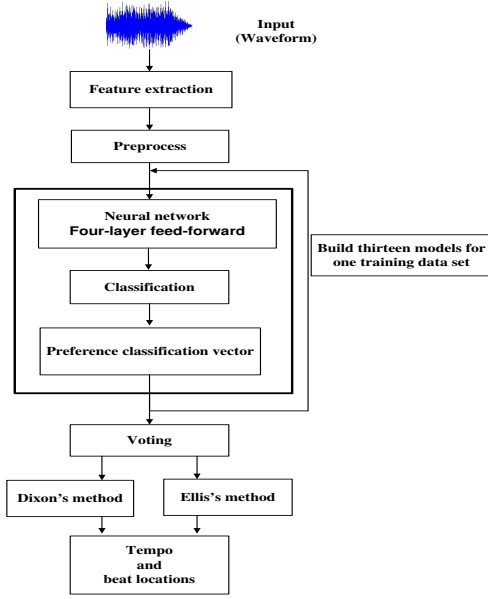 Input
(Waveform)
Feature extraction
Preprocess
Neural network
Four-layer feed-forward
Build thirteen models for
one training data set
Classification
Preference classification vector
Voting
Dixon's method
Ellis's method
Tempo
and
beat locations